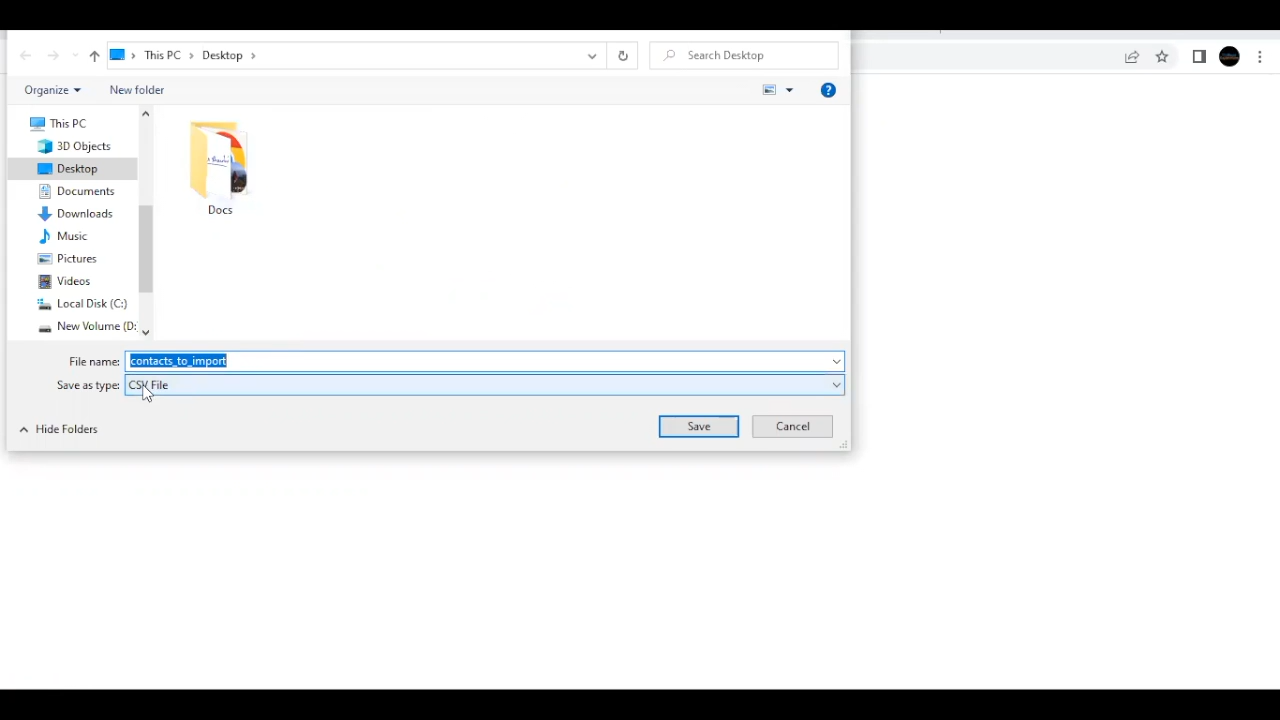 This PC
Desktop
Search Desktop
Organize
New folder
This PC
3D Objects
Desktop
Documents
Downloads
Music
Pictures
Videos
Local Disk (C:)
New Volume (D:
Docs
File name: contacts_to_import
Save as type: CSV File
Hide Folders
Save
Cancel